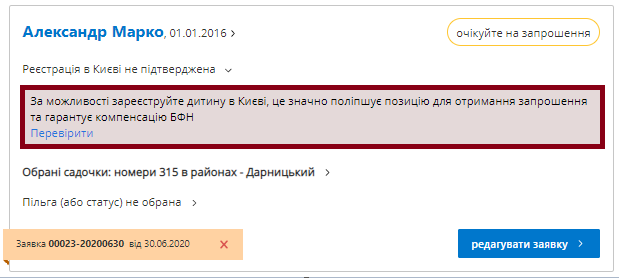 Александр Марко, 01.01.2016
очікуйте на запрошення
Реєстрація в Києві не підтверджена
За можливості зареєструйте дитину в Києві, це значно поліпшує позицію для отримання запрошення
та гарантує компенсацію БФН
Перевірити
Обрані садочки: номери 315 в районах - Дарницький
Пільга (або статус) не обрана
Заявка 00023-20200630 від 30.06.2020
редагувати заявку